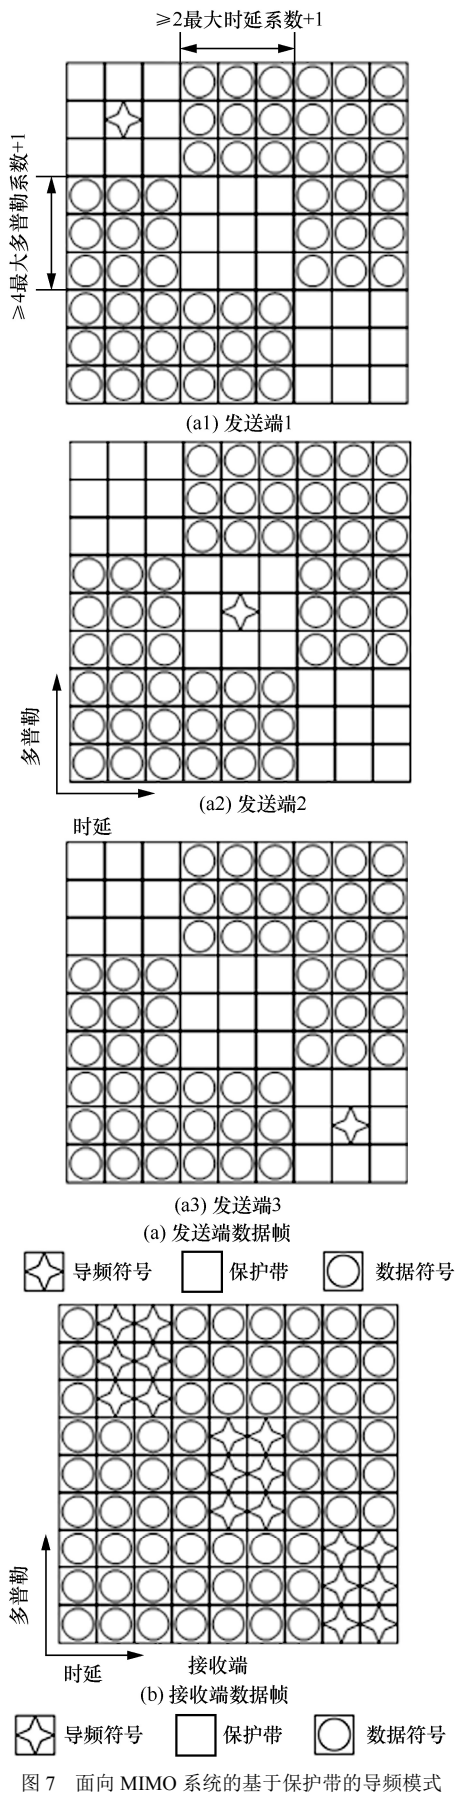 ≥2最大时延系数+1
≥4最大多普勒系数+1
(a1) 发送端1
多普勒
(a2) 发送端2
时延
(a3) 发送端3
(a) 发送端数据帧
导频符号 保护带 数据符号
多普勒
时延 接收端
(b) 接收端数据帧
导频符号 保护带 数据符号
图 7 面向 MIMO 系统的基于保护带的导频模式